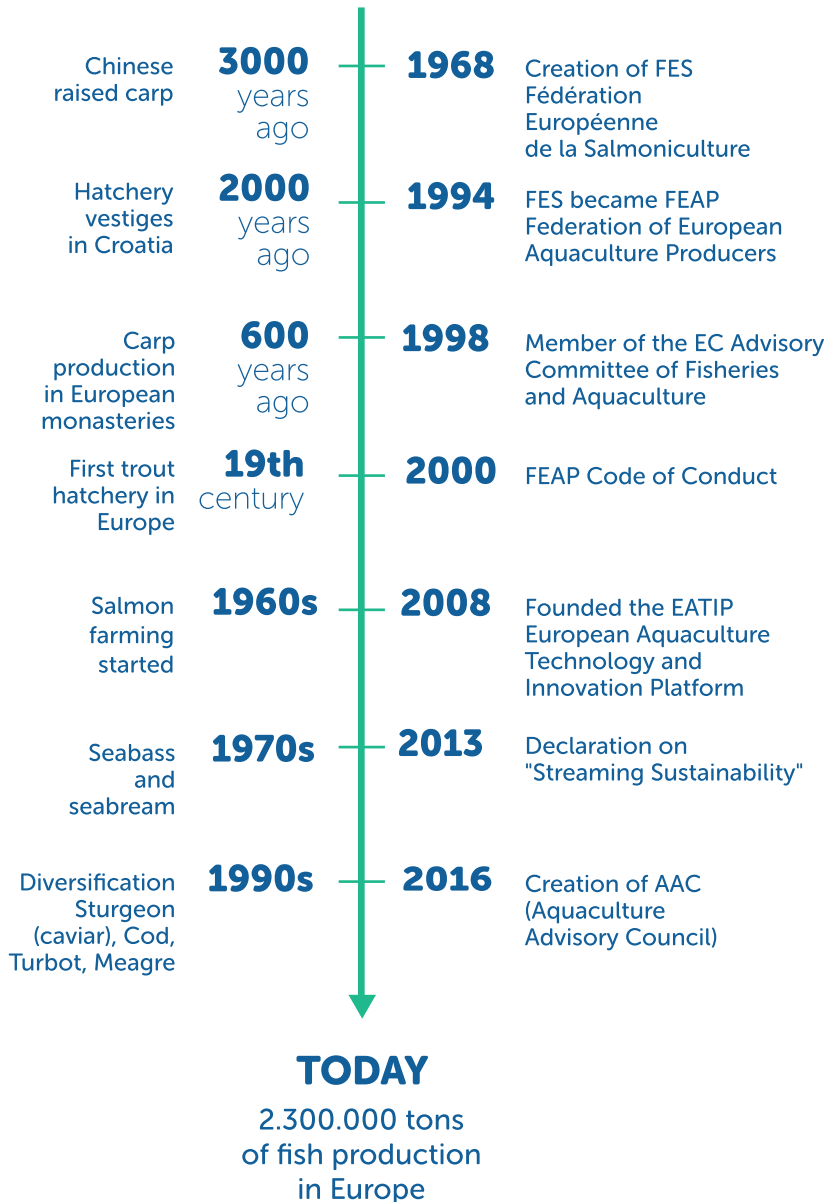 Chinese
raised carp
3000
years
ago
1968
Creation of FES
Fédération
Européenne
de la Salmoniculture
Hatchery
vestiges
in Croatia
2000
years
ago
1994
FES became FEAP
Federation of European
Aquaculture Producers
Carp
production
in European
monasteries
600
years
ago
1998
Member of the EC Advisory
Committee of Fisheries
and Aquaculture
First trout
hatchery in
Europe
19th
century
2000
FEAP Code of Conduct
Salmon
farming
started
1960s
2008
Founded the EATIP
European Aquaculture
Technology and
Innovation Platform
Seabass
and
seabream
1970s
2013
Declaration on
"Streaming Sustainability"
Diversification
Sturgeon
(caviar), Cod,
Turbot, Meagre
1990s
2016
Creation of AAC
(Aquaculture
Advisory Council)
TODAY
2.300.000 tons
of fish production
in Europe